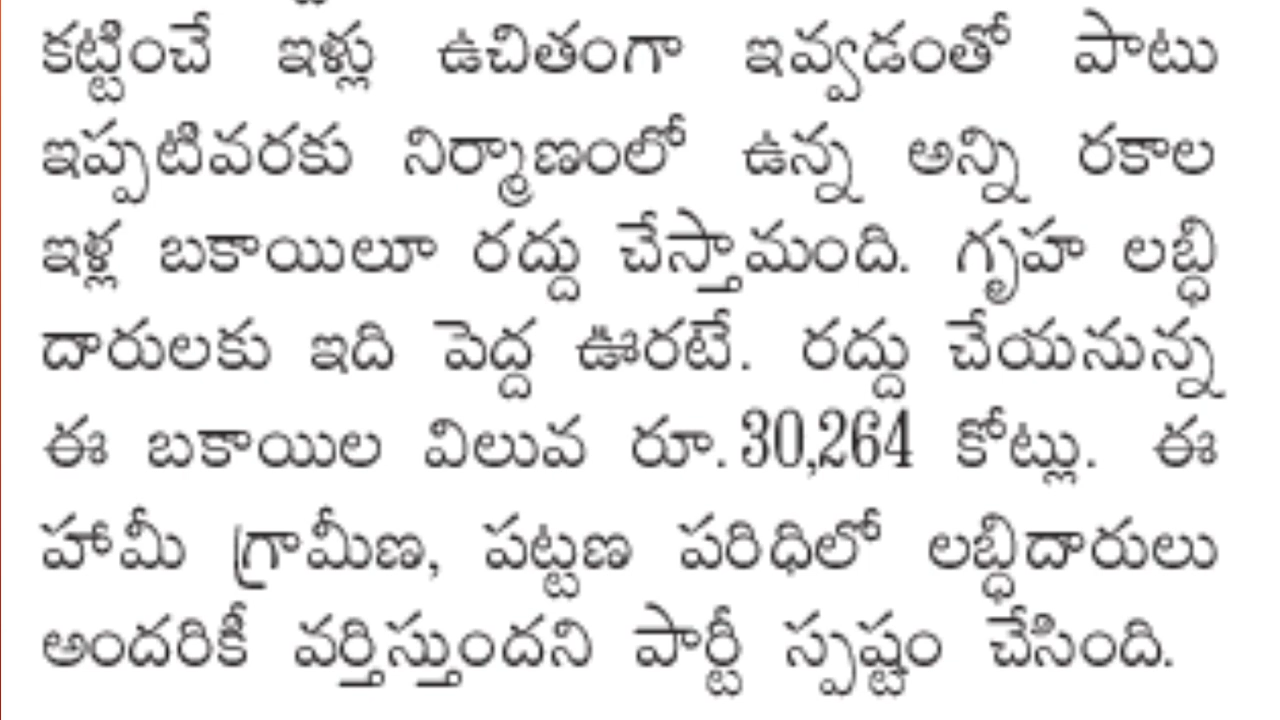 కట్టించే ఇళ్లు ఉచితంగా ఇవ్వడంతో పాటు
ఇప్పటివరకు నిర్మాణంలో ఉన్న అన్ని రకాల
ఇళ్ల బకాయిలూ రద్దు చేస్తామంది. గృహ లబ్ధి
దారులకు ఇది పెద్ద ఊరటే. రద్దు చేయనున్న
ఈ బకాయిల విలువ రూ. 30,264 కోట్లు. ఈ
హామీ గ్రామీణ, పట్టణ పరిధిలో లబ్ధిదారులు
అందరికీ వర్తిస్తుందని పార్టీ స్పష్టం చేసింది.